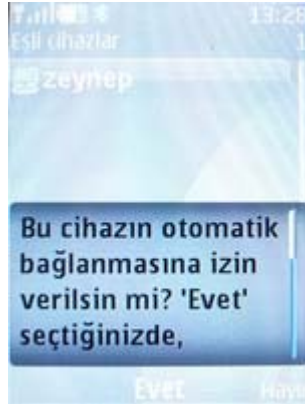 13:28
Eşli cihazlar
zeynep
Bu cihazın otomatik
bağlanmasına izin
verilsin mi? 'Evet'
seçtiğinizde,
Evet